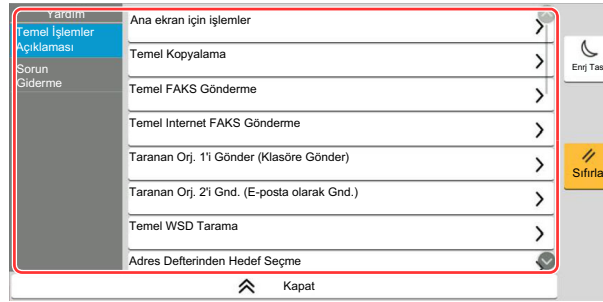 Yardım
Temel İşlemler
Açıklaması
Sorun
Giderme
Ana ekran için işlemler
Temel Kopyalama
Temel FAKS Gönderme
Temel Internet FAKS Gönderme
Taranan Orj. 1'i Gönder (Klasöre Gönder)
Taranan Orj. 2'i Gnd. (E-posta olarak Gnd.)
Temel WSD Tarama
Adres Defterinden Hedef Seçme
Kapat
Enrj Tas
Sıfırla